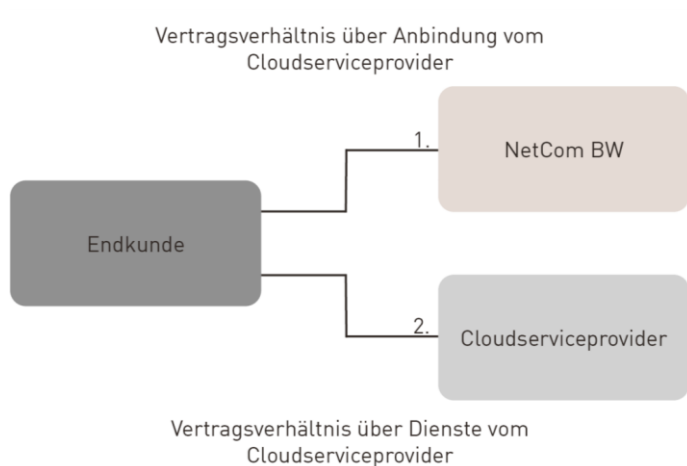 Vertragsverhältnis über Anbindung vom
Cloudserviceprovider
1.
NetCom BW
Endkunde
2.
Cloudserviceprovider
Vertragsverhältnis über Dienste vom
Cloudserviceprovider